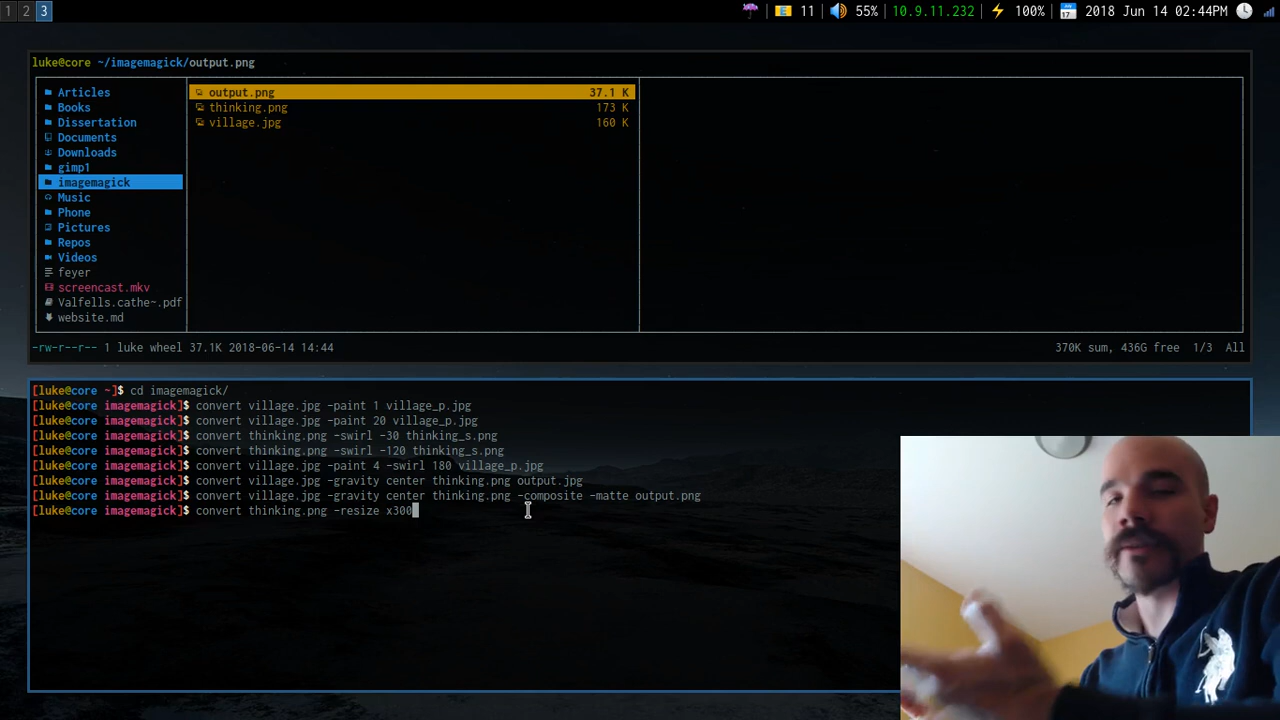 1 2 3 11 55% 10.9.11.232 100% 2018 Jun 14 02:44PM
luke@core ~/imagemagick/output.png
Articles
Books
Dissertation
Documents
Downloads
gimp1
imagemagick
Music
Phone
Pictures
Repos
Videos
feyer
screencast.mkv
Valfells.cathe~.pdf
website.md
output.png 37.1 K
thinking.png 173 K
village.jpg 160 K
-rw-r--r-- 1 luke wheel 37.1K 2018-06-14 14:44 370K sum, 436G free 1/3 All
[luke@core ~]$ cd imagemagick/
[luke@core imagemagick]$ convert village.jpg -paint 1 village_p.jpg
[luke@core imagemagick]$ convert village.jpg -paint 20 village_p.jpg
[luke@core imagemagick]$ convert thinking.png -swirl -30 thinking_s.png
[luke@core imagemagick]$ convert thinking.png -swirl -120 thinking_s.png
[luke@core imagemagick]$ convert village.jpg -paint 4 -swirl 180 village_p.jpg
[luke@core imagemagick]$ convert village.jpg -gravity center thinking.png output.jpg
[luke@core imagemagick]$ convert village.jpg -gravity center thinking.png -composite -matte output.png
[luke@core imagemagick]$ convert thinking.png -resize x300